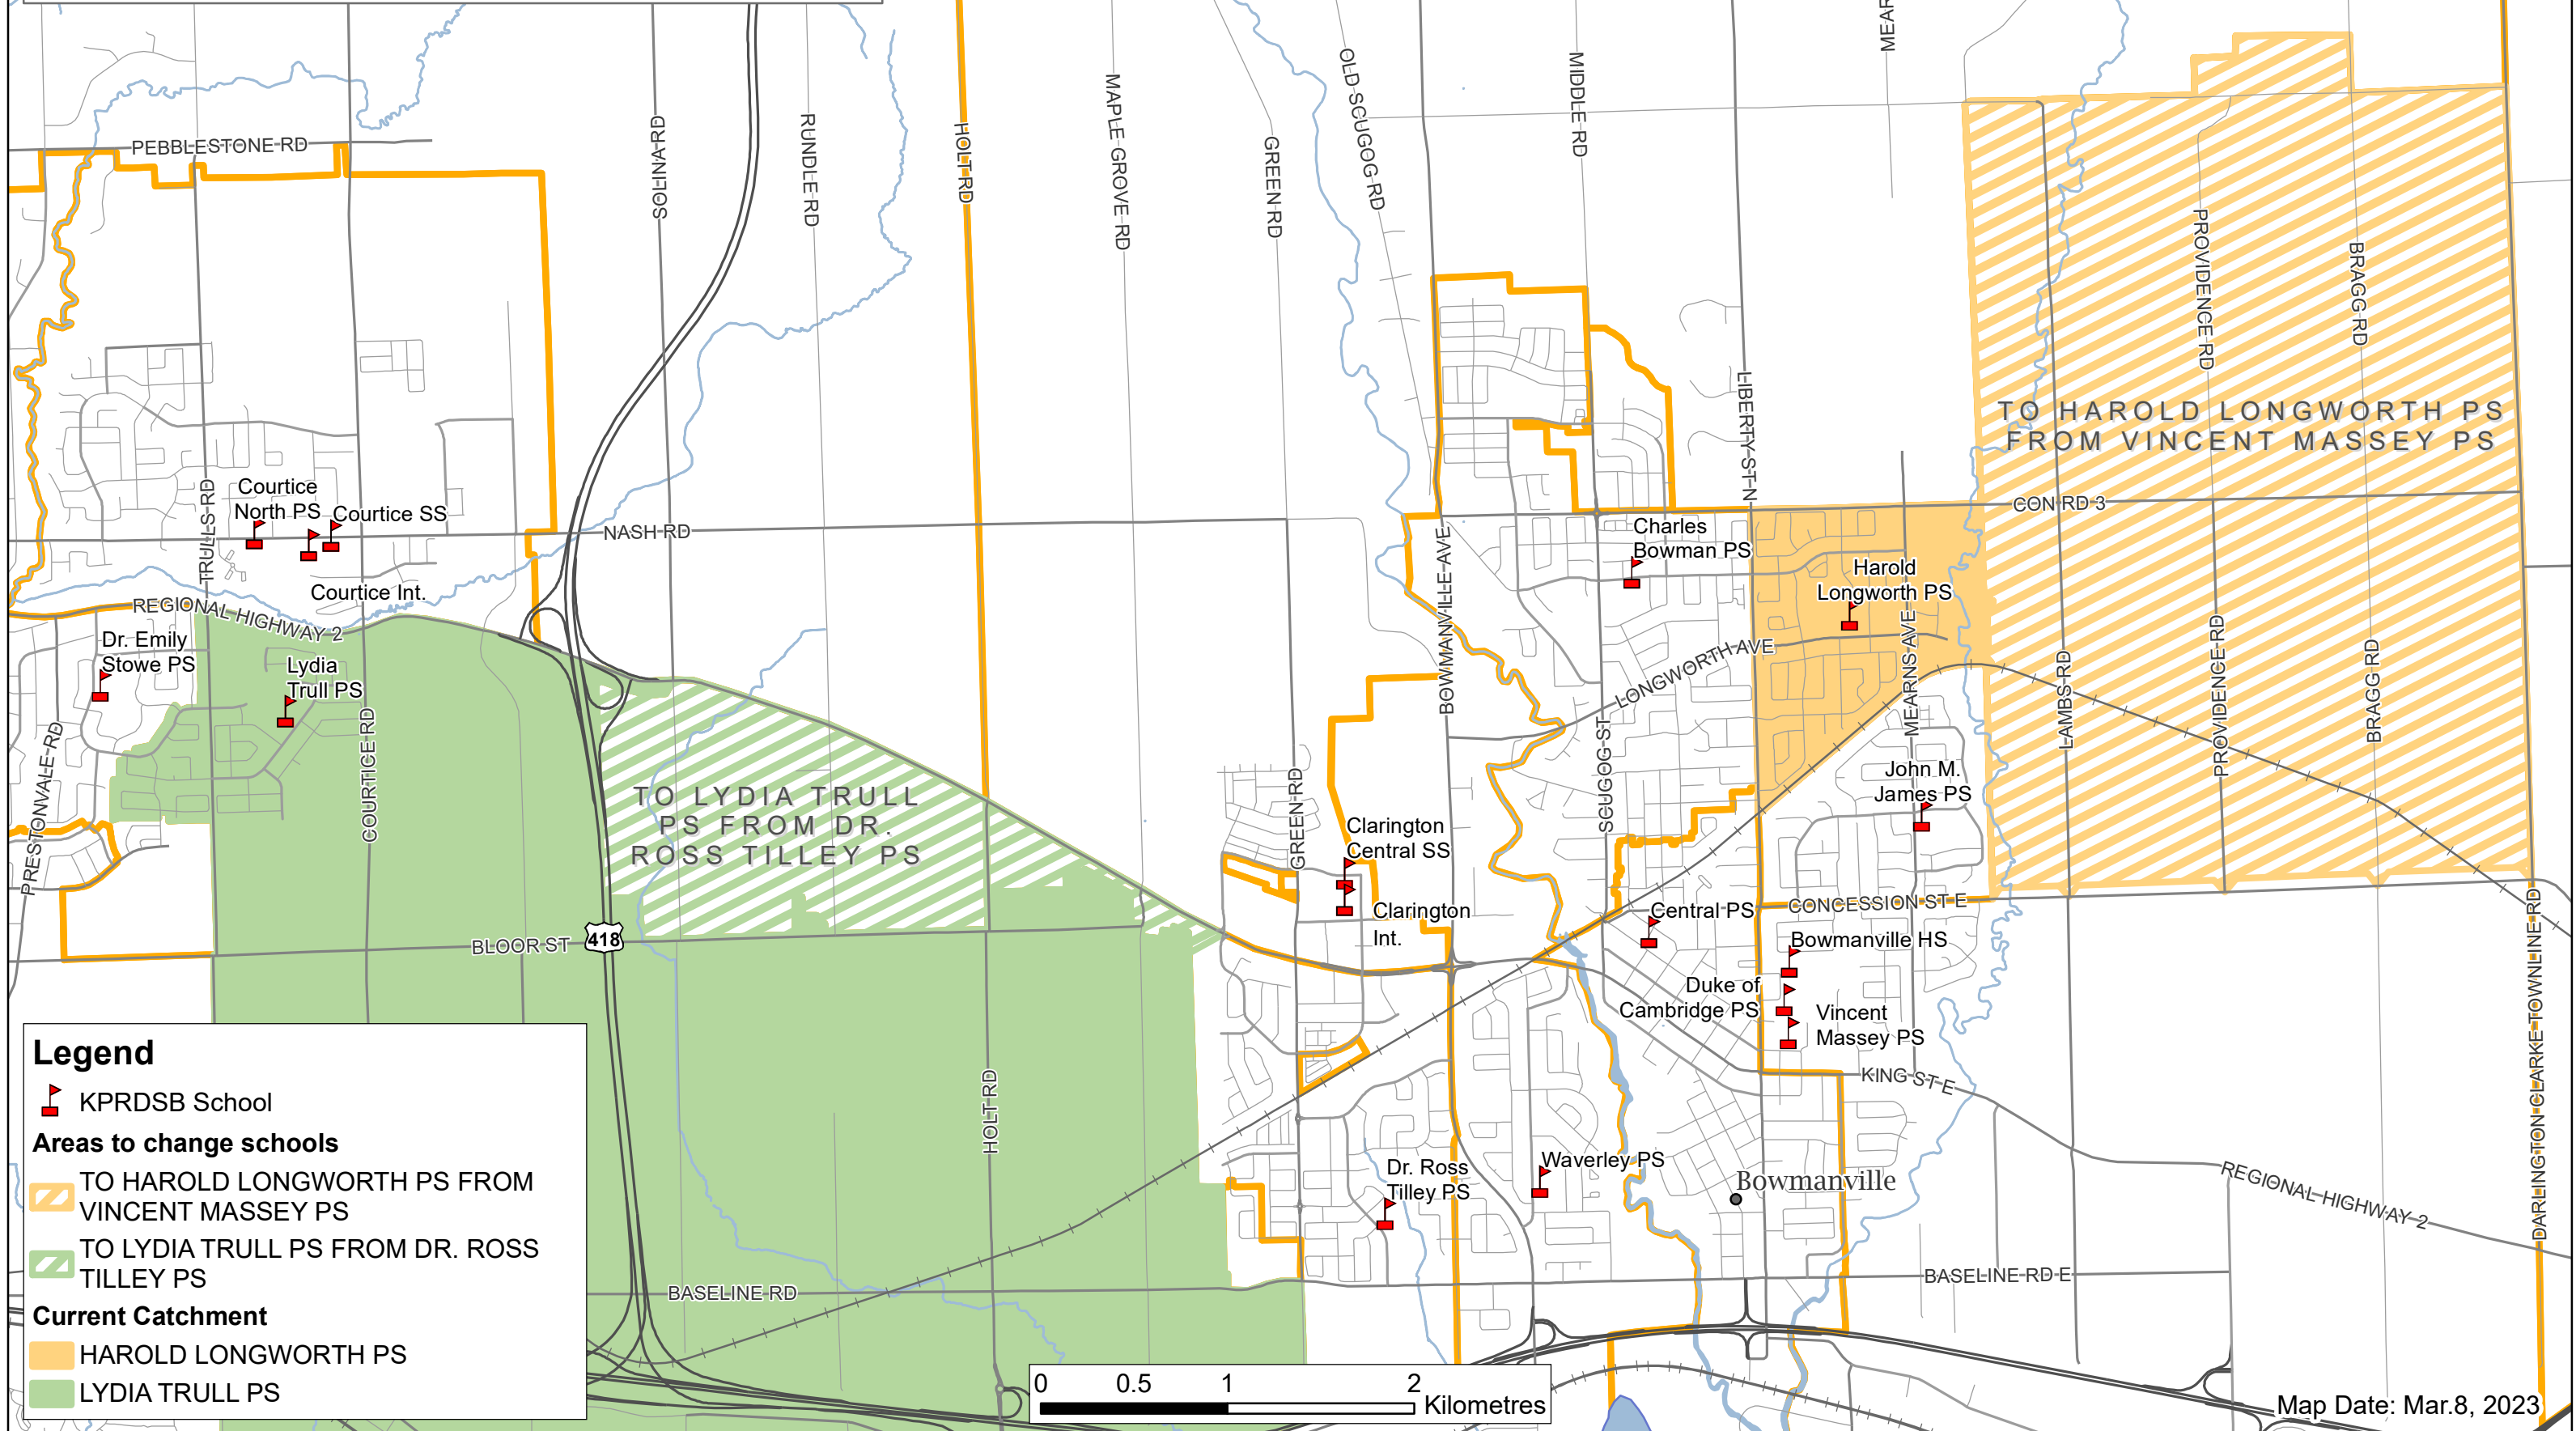 MEAR
PEBBLESTONE RD
SOLINA RD
RUNDLE RD
HOLT RD
MAPLE GROVE RD
GREEN RD
OLD SCUGOG RD
MIDDLE RD
LIBERTY ST N
PROVIDENCE RD
BRAGG RD
TO HAROLD LONGWORTH PS
FROM VINCENT MASSEY PS
CON RD 3
Courtice
North PS
Courtice SS
TRULLS RD
NASH RD
Courtice Int.
REGIONAL HIGHWAY 2
Dr. Emily
Stowe PS
Lydia
Trull PS
PRESTONVALE RD
COURTICE RD
TO LYDIA TRULL
PS FROM DR.
ROSS TILLEY PS
BLOOR ST
418
Charles
Bowman PS
BOWMANVILLE AVE
Harold
Longworth PS
LONGWORTH AVE
MEARNS AVE
SCUGOG ST
LAMBS RD
PROVIDENCE RD
BRAGG RD
John M.
James PS
GREEN RD
Clarington
Central SS
Clarington
Int.
Central PS
CONCESSION ST E
Bowmanville HS
Duke of
Cambridge PS
Vincent
Massey PS
KING ST E
DARLINGTON CLARKE TOWNLINE RD
HOLT RD
Dr. Ross
Tilley PS
Waverley PS
Bowmanville
REGIONAL HIGHWAY 2
BASELINE RD
BASELINE RD E
Legend
KPRDSB School
Areas to change schools
TO HAROLD LONGWORTH PS FROM
VINCENT MASSEY PS
TO LYDIA TRULL PS FROM DR. ROSS
TILLEY PS
Current Catchment
HAROLD LONGWORTH PS
LYDIA TRULL PS
0 0.5 1 2
Kilometres
Map Date: Mar.8, 2023